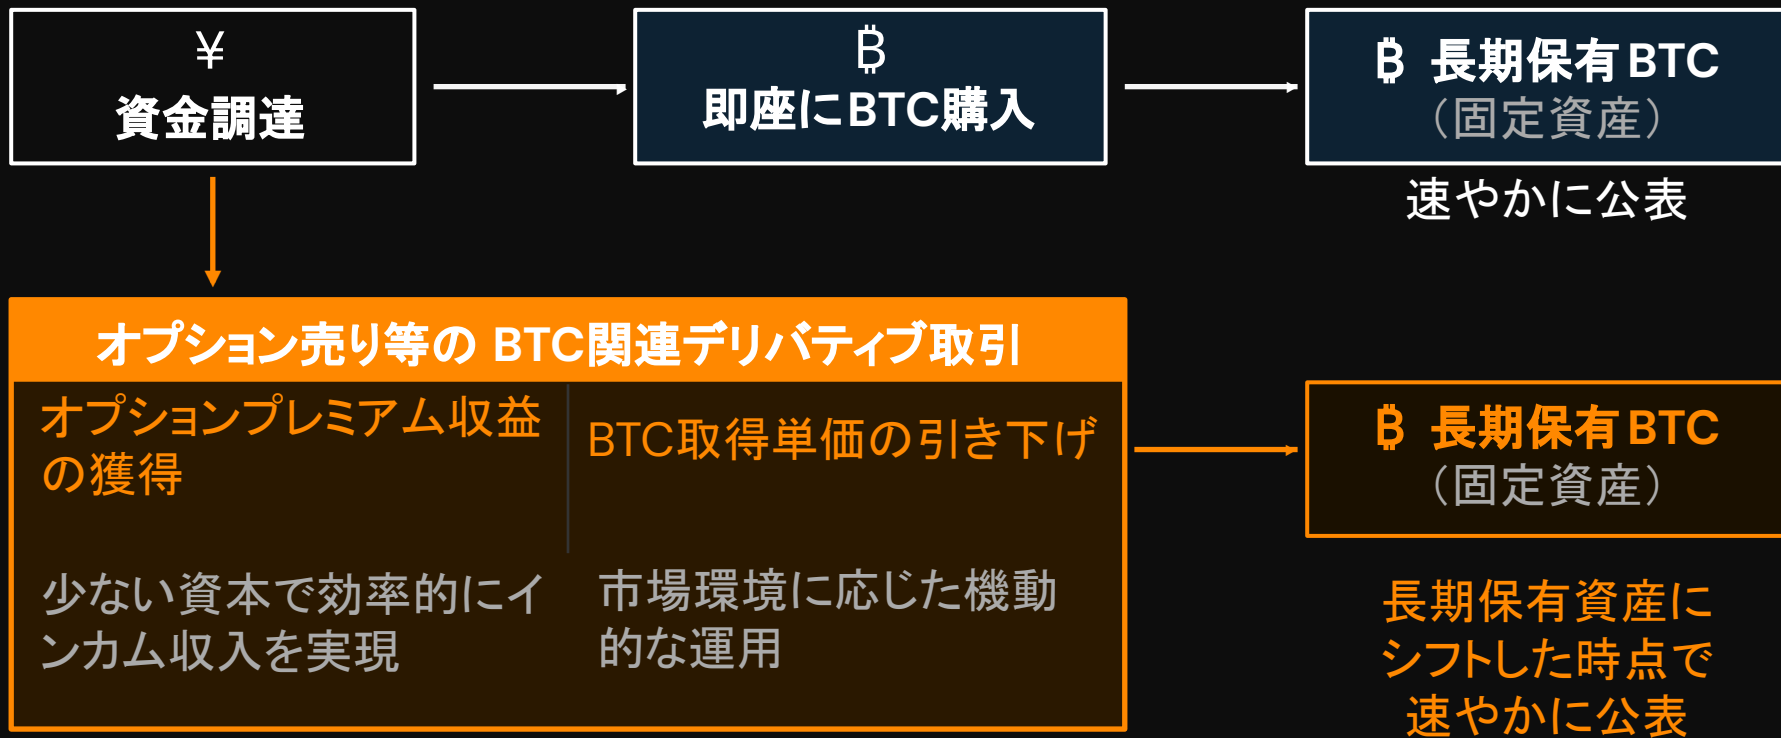 ¥
資金調達
₿
即座にBTC購入
₿ 長期保有BTC
（固定資産）
速やかに公表
オプション売り等の BTC関連デリバティブ取引
オプションプレミアム収益
の獲得
BTC取得単価の引き下げ
少ない資本で効率的にイ
ンカム収入を実現
市場環境に応じた機動
的な運用
₿ 長期保有BTC
（固定資産）
長期保有資産に
シフトした時点で
速やかに公表